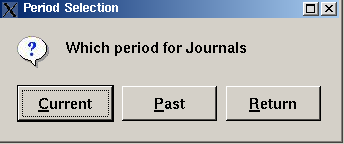 Period Selection
Which period for Journals
Current Past Return